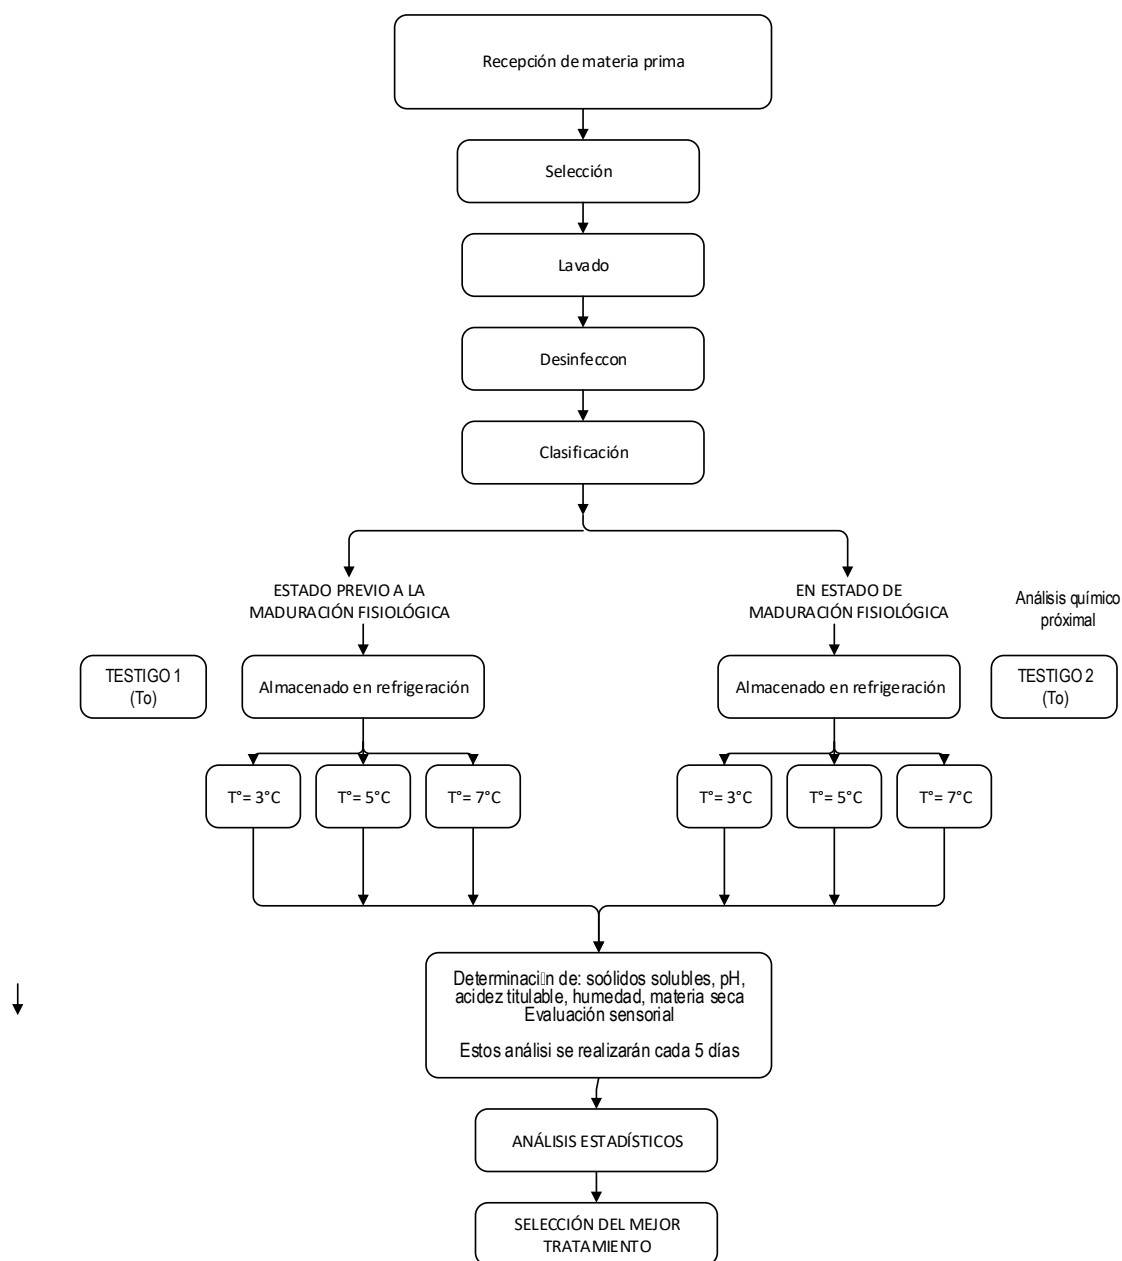 Recepción de materia prima
Selección
Lavado
Desinfeccon
Clasificación
ESTADO PREVIO A LA
MADURACIÓN FISIOLÓGICA
EN ESTADO DE
MADURACIÓN FISIOLÓGICA
Análisis químico
próximal
TESTIGO 1
(To)
Almacenado en refrigeración
Almacenado en refrigeración
TESTIGO 2
(To)
T°= 3°C
T°= 5°C
T°= 7°C
T°= 3°C
T°= 5°C
T°= 7°C
Determinaci▯n de: soólidos solubles, pH,
acidez titulable, humedad, materia seca
Evaluación sensorial
Estos análisi se realizarán cada 5 días
ANÁLISIS ESTADÍSTICOS
SELECCIÓN DEL MEJOR
TRATAMIENTO